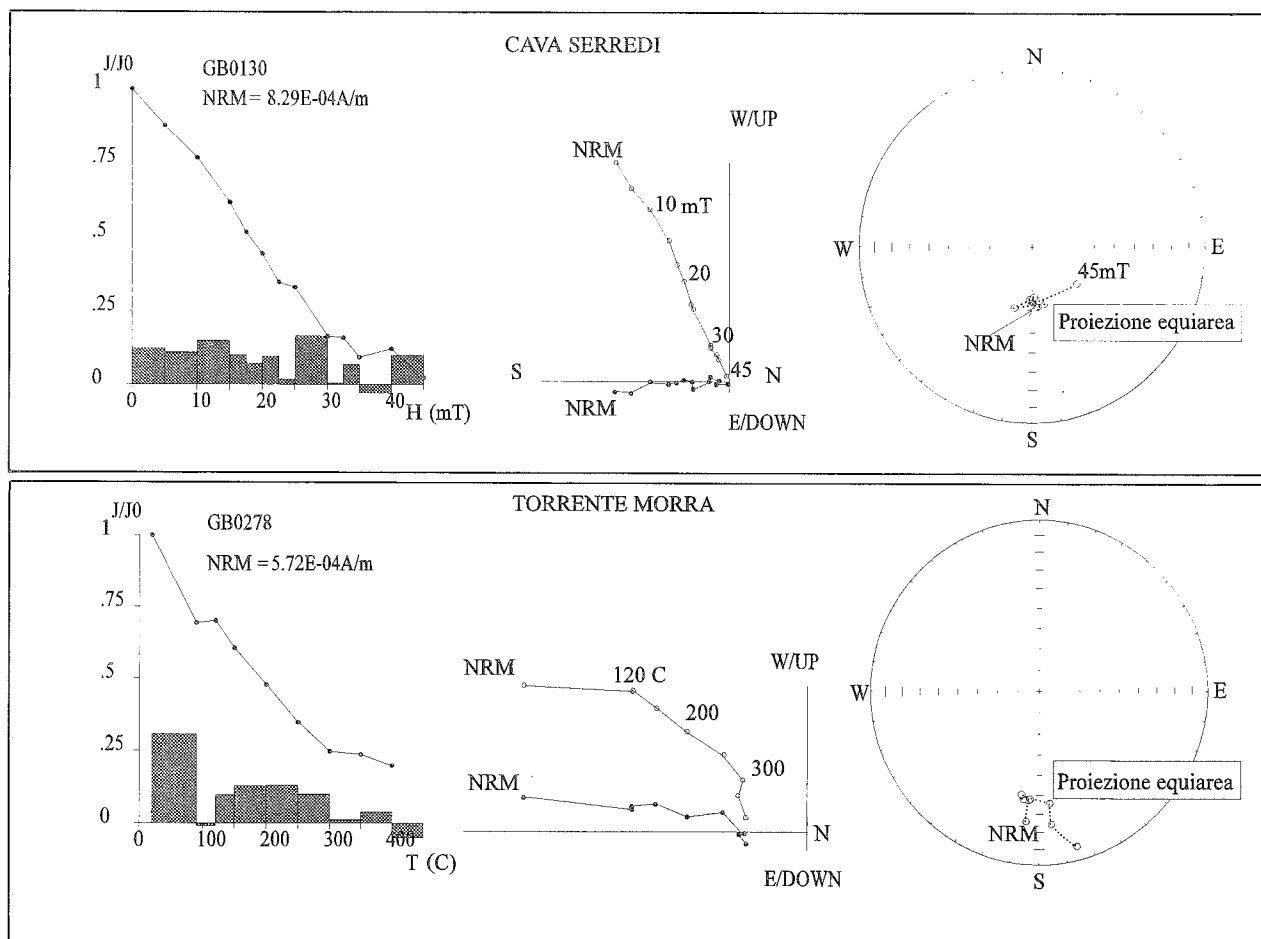 CAVA SERREDI
J/J0
GB0130
NRM = 8.29E-04A/m
1
.75
.5
.25
0
0 10 20 30 40
H (mT)
W/UP
NRM
10 mT
20
30
45
S
N
NRM
E/DOWN
N
W
E
S
45mT
Proiezione equiarea
NRM
TORRENTE MORRA
J/J0
GB0278
NRM = 5.72E-04A/m
1
.75
.5
.25
0
0 100 200 300 400
T (C)
W/UP
NRM
120 C
200
300
NRM
N
E/DOWN
N
W
E
S
Proiezione equiarea
NRM